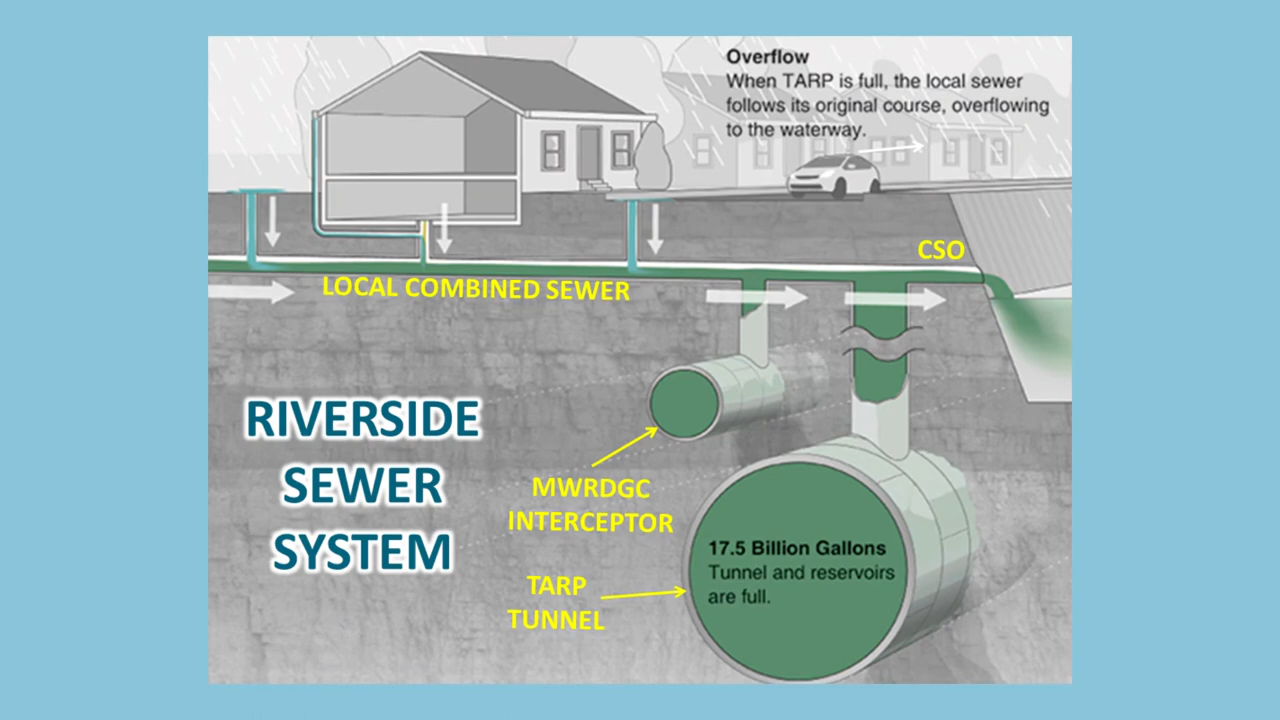 Overflow
When TARP is full, the local sewer
follows its original course, overflowing
to the waterway.
CSO
LOCAL COMBINED SEWER
RIVERSIDE
SEWER
SYSTEM
MWRDGC
INTERCEPTOR
TARP
TUNNEL
17.5 Billion Gallons
Tunnel and reservoirs
are full.